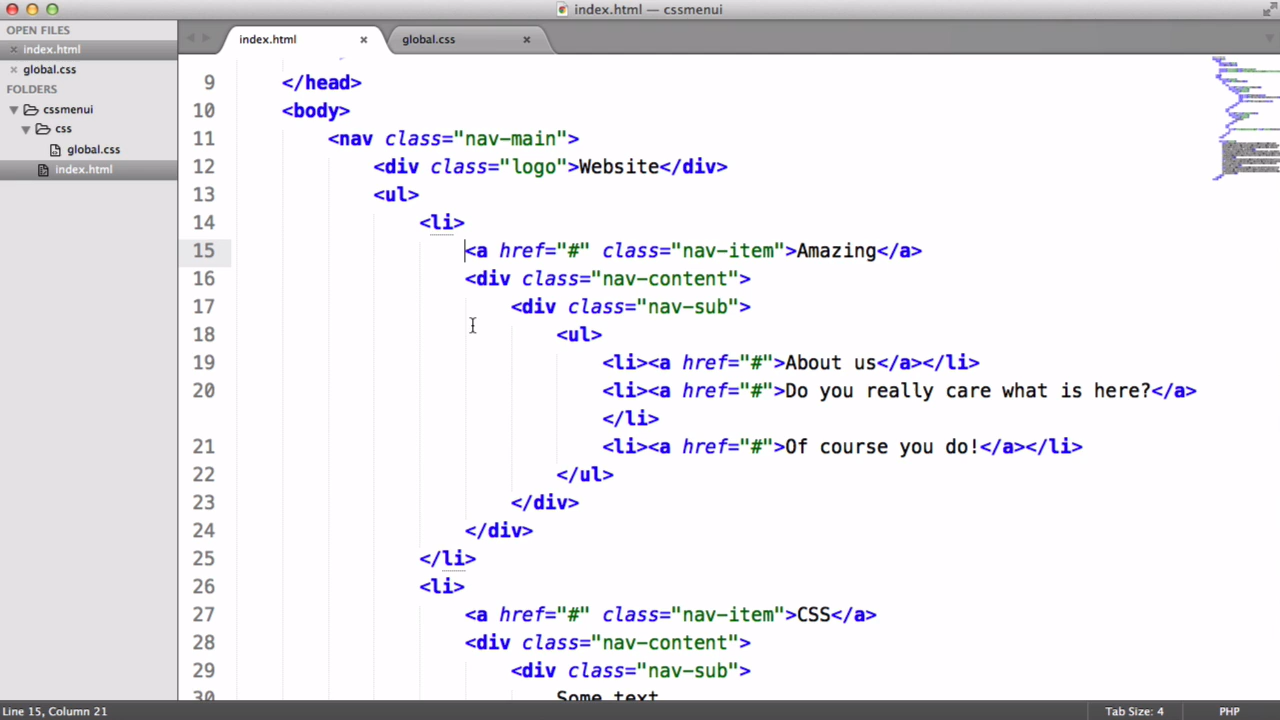 index.html — cssmenui
OPEN FILES
× index.html
× global.css
FOLDERS
cssmenui
css
global.css
index.html
index.html ×
global.css ×
9 </head>
10 <body>
11 <nav class="nav-main">
12 <div class="logo">Website</div>
13 <ul>
14 <li>
15 <a href="#" class="nav-item">Amazing</a>
16 <div class="nav-content">
17 <div class="nav-sub">
18 <ul>
19 <li><a href="#">About us</a></li>
20 <li><a href="#">Do you really care what is here?</a>
</li>
21 <li><a href="#">Of course you do!</a></li>
22 </ul>
23 </div>
24 </div>
25 </li>
26 <li>
27 <a href="#" class="nav-item">CSS</a>
28 <div class="nav-content">
29 <div class="nav-sub">
30 Some text
Line 15, Column 21
Tab Size: 4
PHP